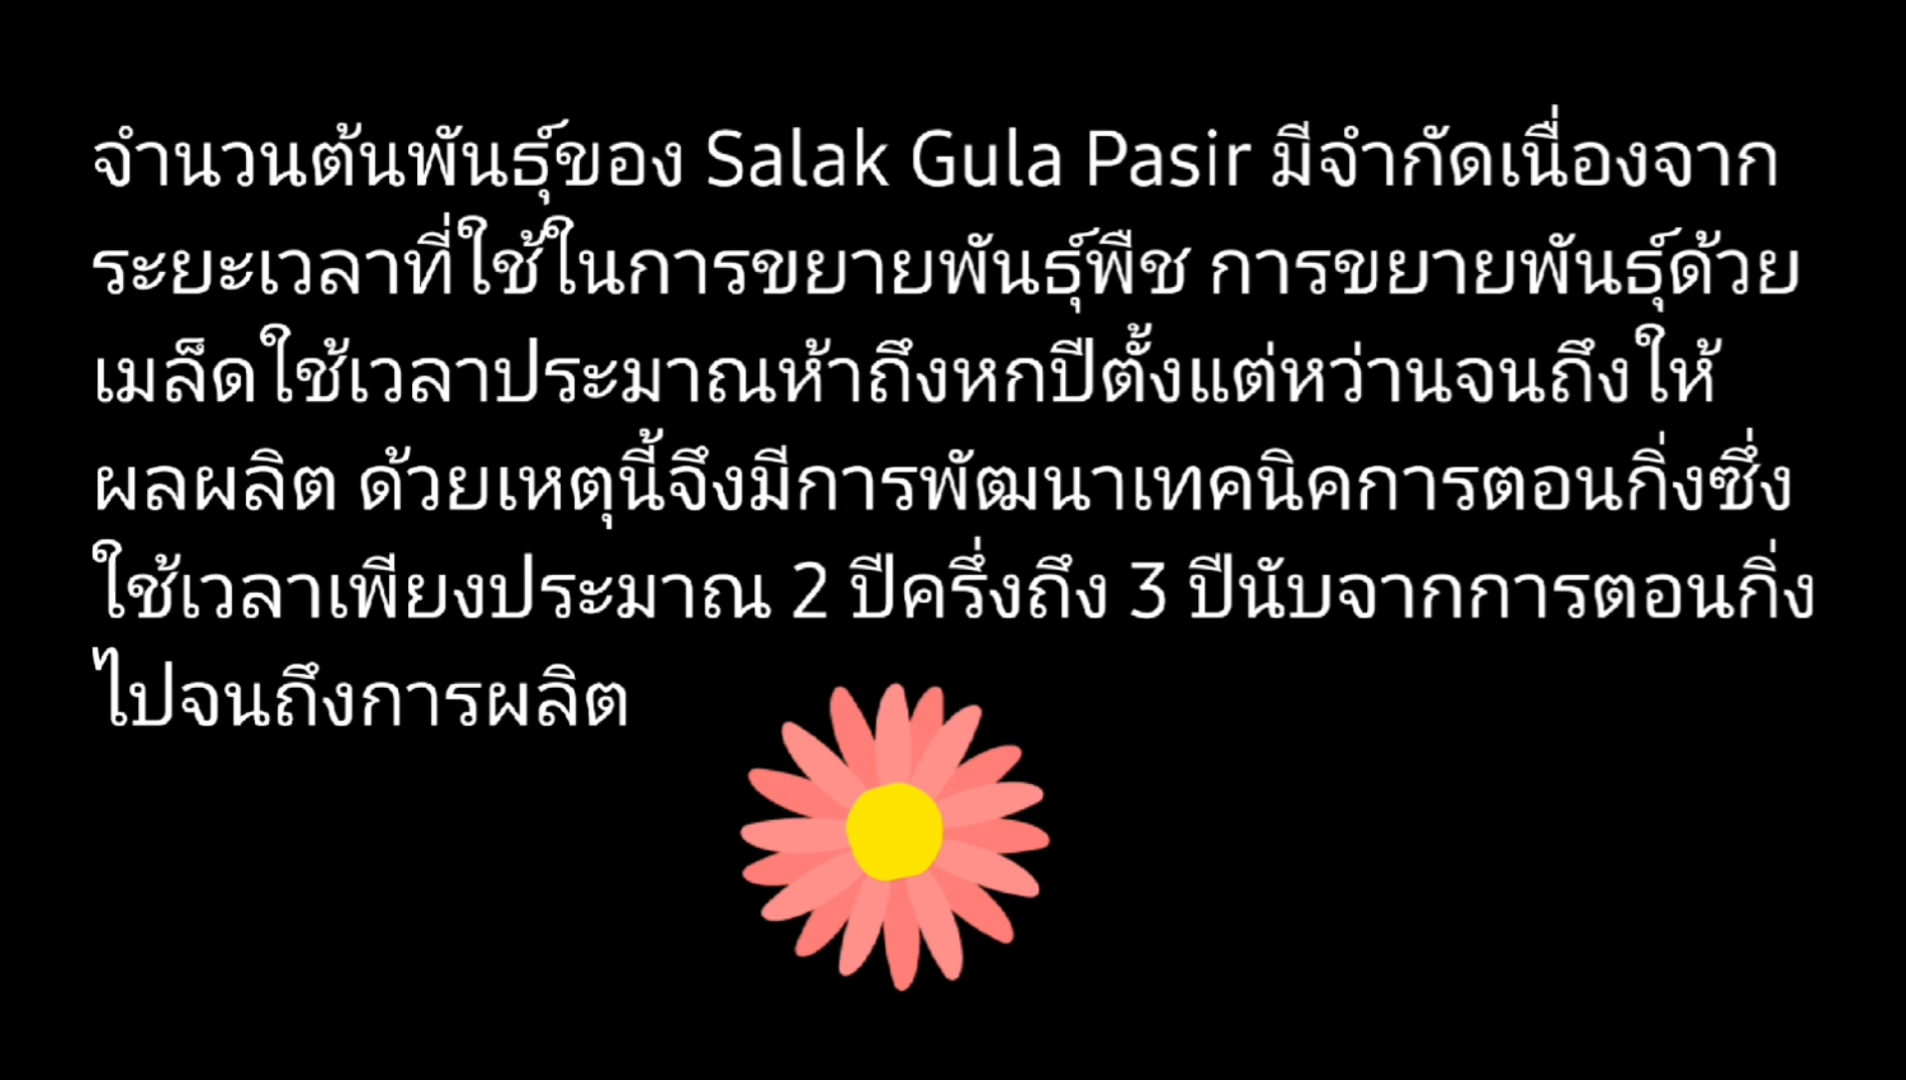 จำนวนต้นพันธุ์ของ Salak Gula Pasir มีจำกัดเนื่องจาก
ระยะเวลาที่ใช้ในการขยายพันธุ์พืช การขยายพันธุ์ด้วย
เมล็ดใช้เวลาประมาณห้าถึงหกปีตั้งแต่หว่านจนถึงให้
ผลผลิต ด้วยเหตุนี้จึงมีการพัฒนาเทคนิคการตอนกิ่งซึ่ง
ใช้เวลาเพียงประมาณ 2 ปีครึ่งถึง 3 ปีนับจากการตอนกิ่ง
ไปจนถึงการผลิต